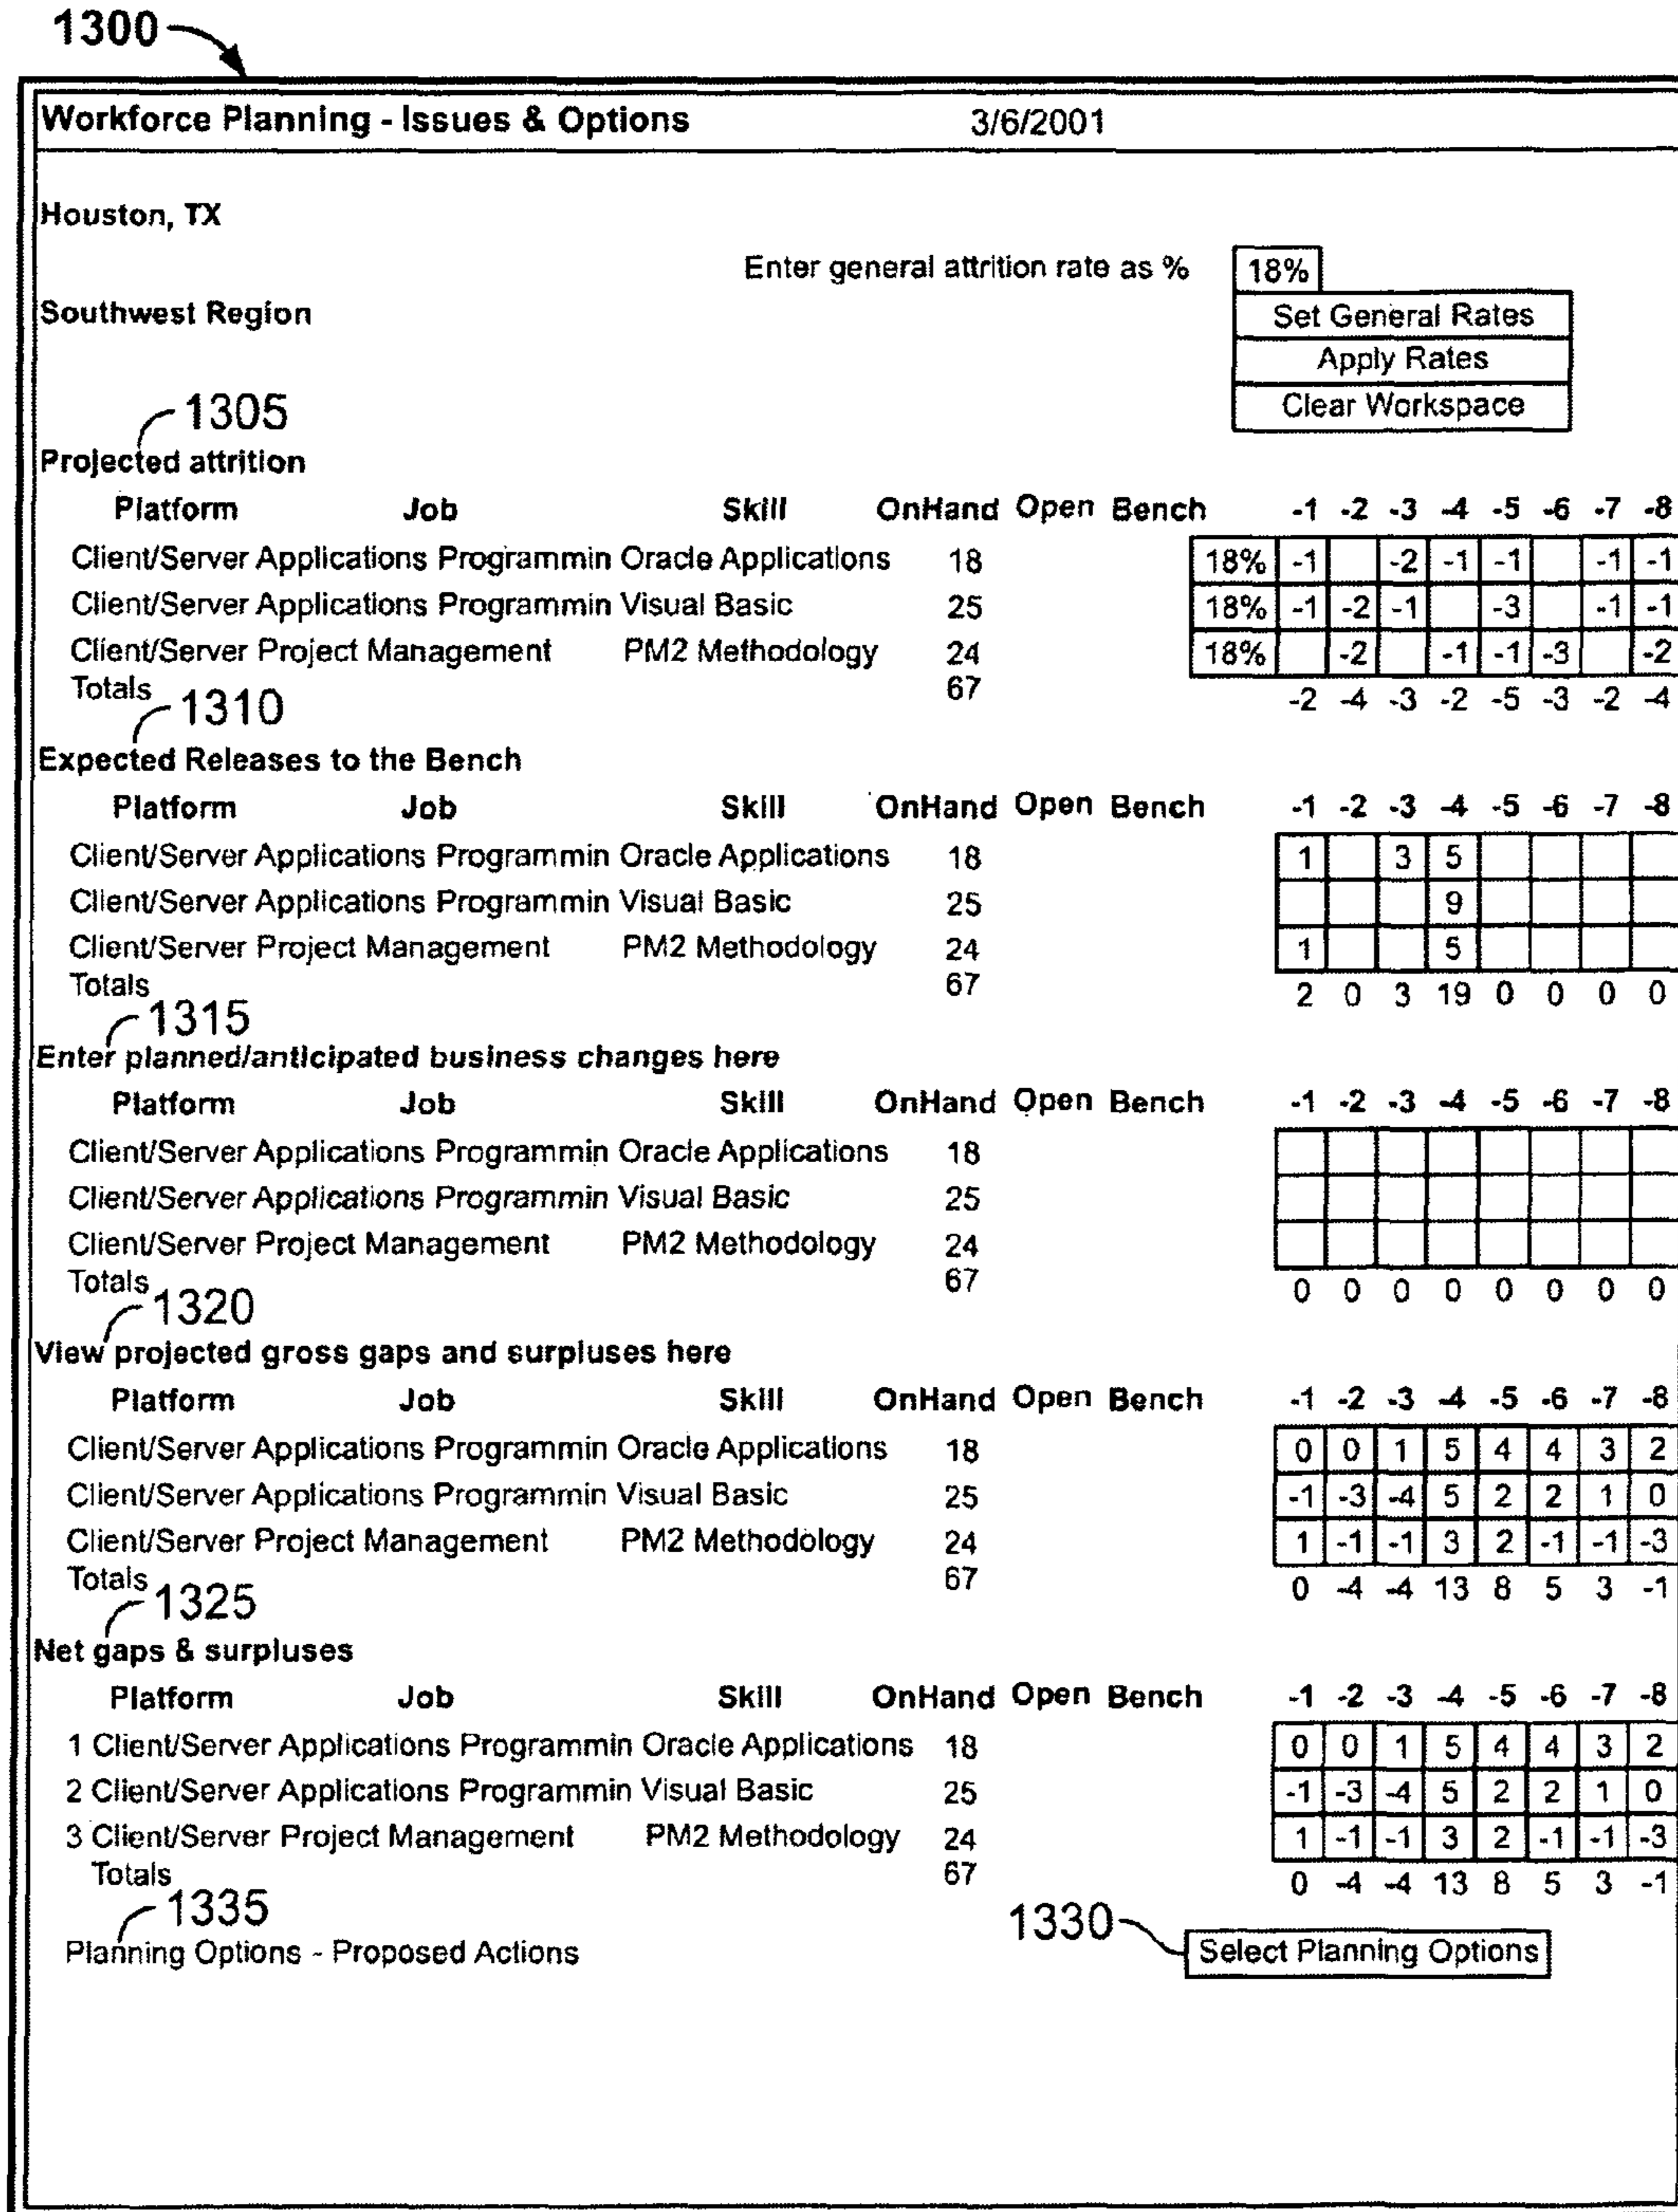 1300
Workforce Planning - Issues & Options 3/6/2001
Houston, TX
Enter general attrition rate as % 18%
Southwest Region Set General Rates
Apply Rates
Clear Workspace
1305
Projected attrition
Platform Job Skill OnHand Open Bench -1 -2 -3 -4 -5 -6 -7 -8
Client/Server Applications Programmin Oracle Applications 18 18% -1 -2 -1 -1 -1 -1
Client/Server Applications Programmin Visual Basic 25 18% -1 -2 -1 -3 -1 -1
Client/Server Project Management PM2 Methodology 24 18% -2 -1 -1 -3 -2
Totals 67 -2 -4 -3 -2 -5 -3 -2 -4
1310
Expected Releases to the Bench
Platform Job Skill OnHand Open Bench -1 -2 -3 -4 -5 -6 -7 -8
Client/Server Applications Programmin Oracle Applications 18 1 3 5
Client/Server Applications Programmin Visual Basic 25 9
Client/Server Project Management PM2 Methodology 24 1 5
Totals 67 2 0 3 19 0 0 0 0
1315
Enter planned/anticipated business changes here
Platform Job Skill OnHand Open Bench -1 -2 -3 -4 -5 -6 -7 -8
Client/Server Applications Programmin Oracle Applications 18
Client/Server Applications Programmin Visual Basic 25
Client/Server Project Management PM2 Methodology 24
Totals 67 0 0 0 0 0 0 0 0
1320
View projected gross gaps and surpluses here
Platform Job Skill OnHand Open Bench -1 -2 -3 -4 -5 -6 -7 -8
Client/Server Applications Programmin Oracle Applications 18 0 0 1 5 4 4 3 2
Client/Server Applications Programmin Visual Basic 25 -1 -3 -4 5 2 2 1 0
Client/Server Project Management PM2 Methodology 24 1 -1 -1 3 2 -1 -1 -3
Totals 67 0 -4 -4 13 8 5 3 -1
1325
Net gaps & surpluses
Platform Job Skill OnHand Open Bench -1 -2 -3 -4 -5 -6 -7 -8
1 Client/Server Applications Programmin Oracle Applications 18 0 0 1 5 4 4 3 2
2 Client/Server Applications Programmin Visual Basic 25 -1 -3 -4 5 2 2 1 0
3 Client/Server Project Management PM2 Methodology 24 1 -1 -1 3 2 -1 -1 -3
Totals 67 0 -4 -4 13 8 5 3 -1
1335 1330
Planning Options - Proposed Actions Select Planning Options